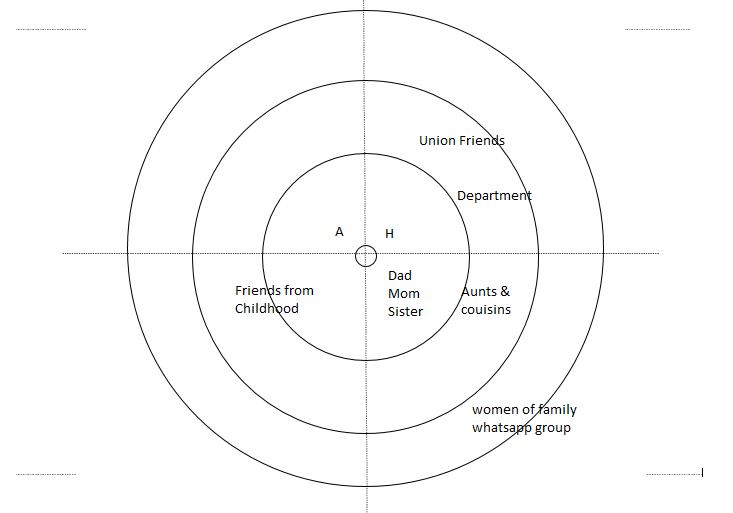 Union Friends
Department
A
H
Dad
Mom
Sister
Friends from
Childhood
Aunts &
couisins
women of family
whatsapp group